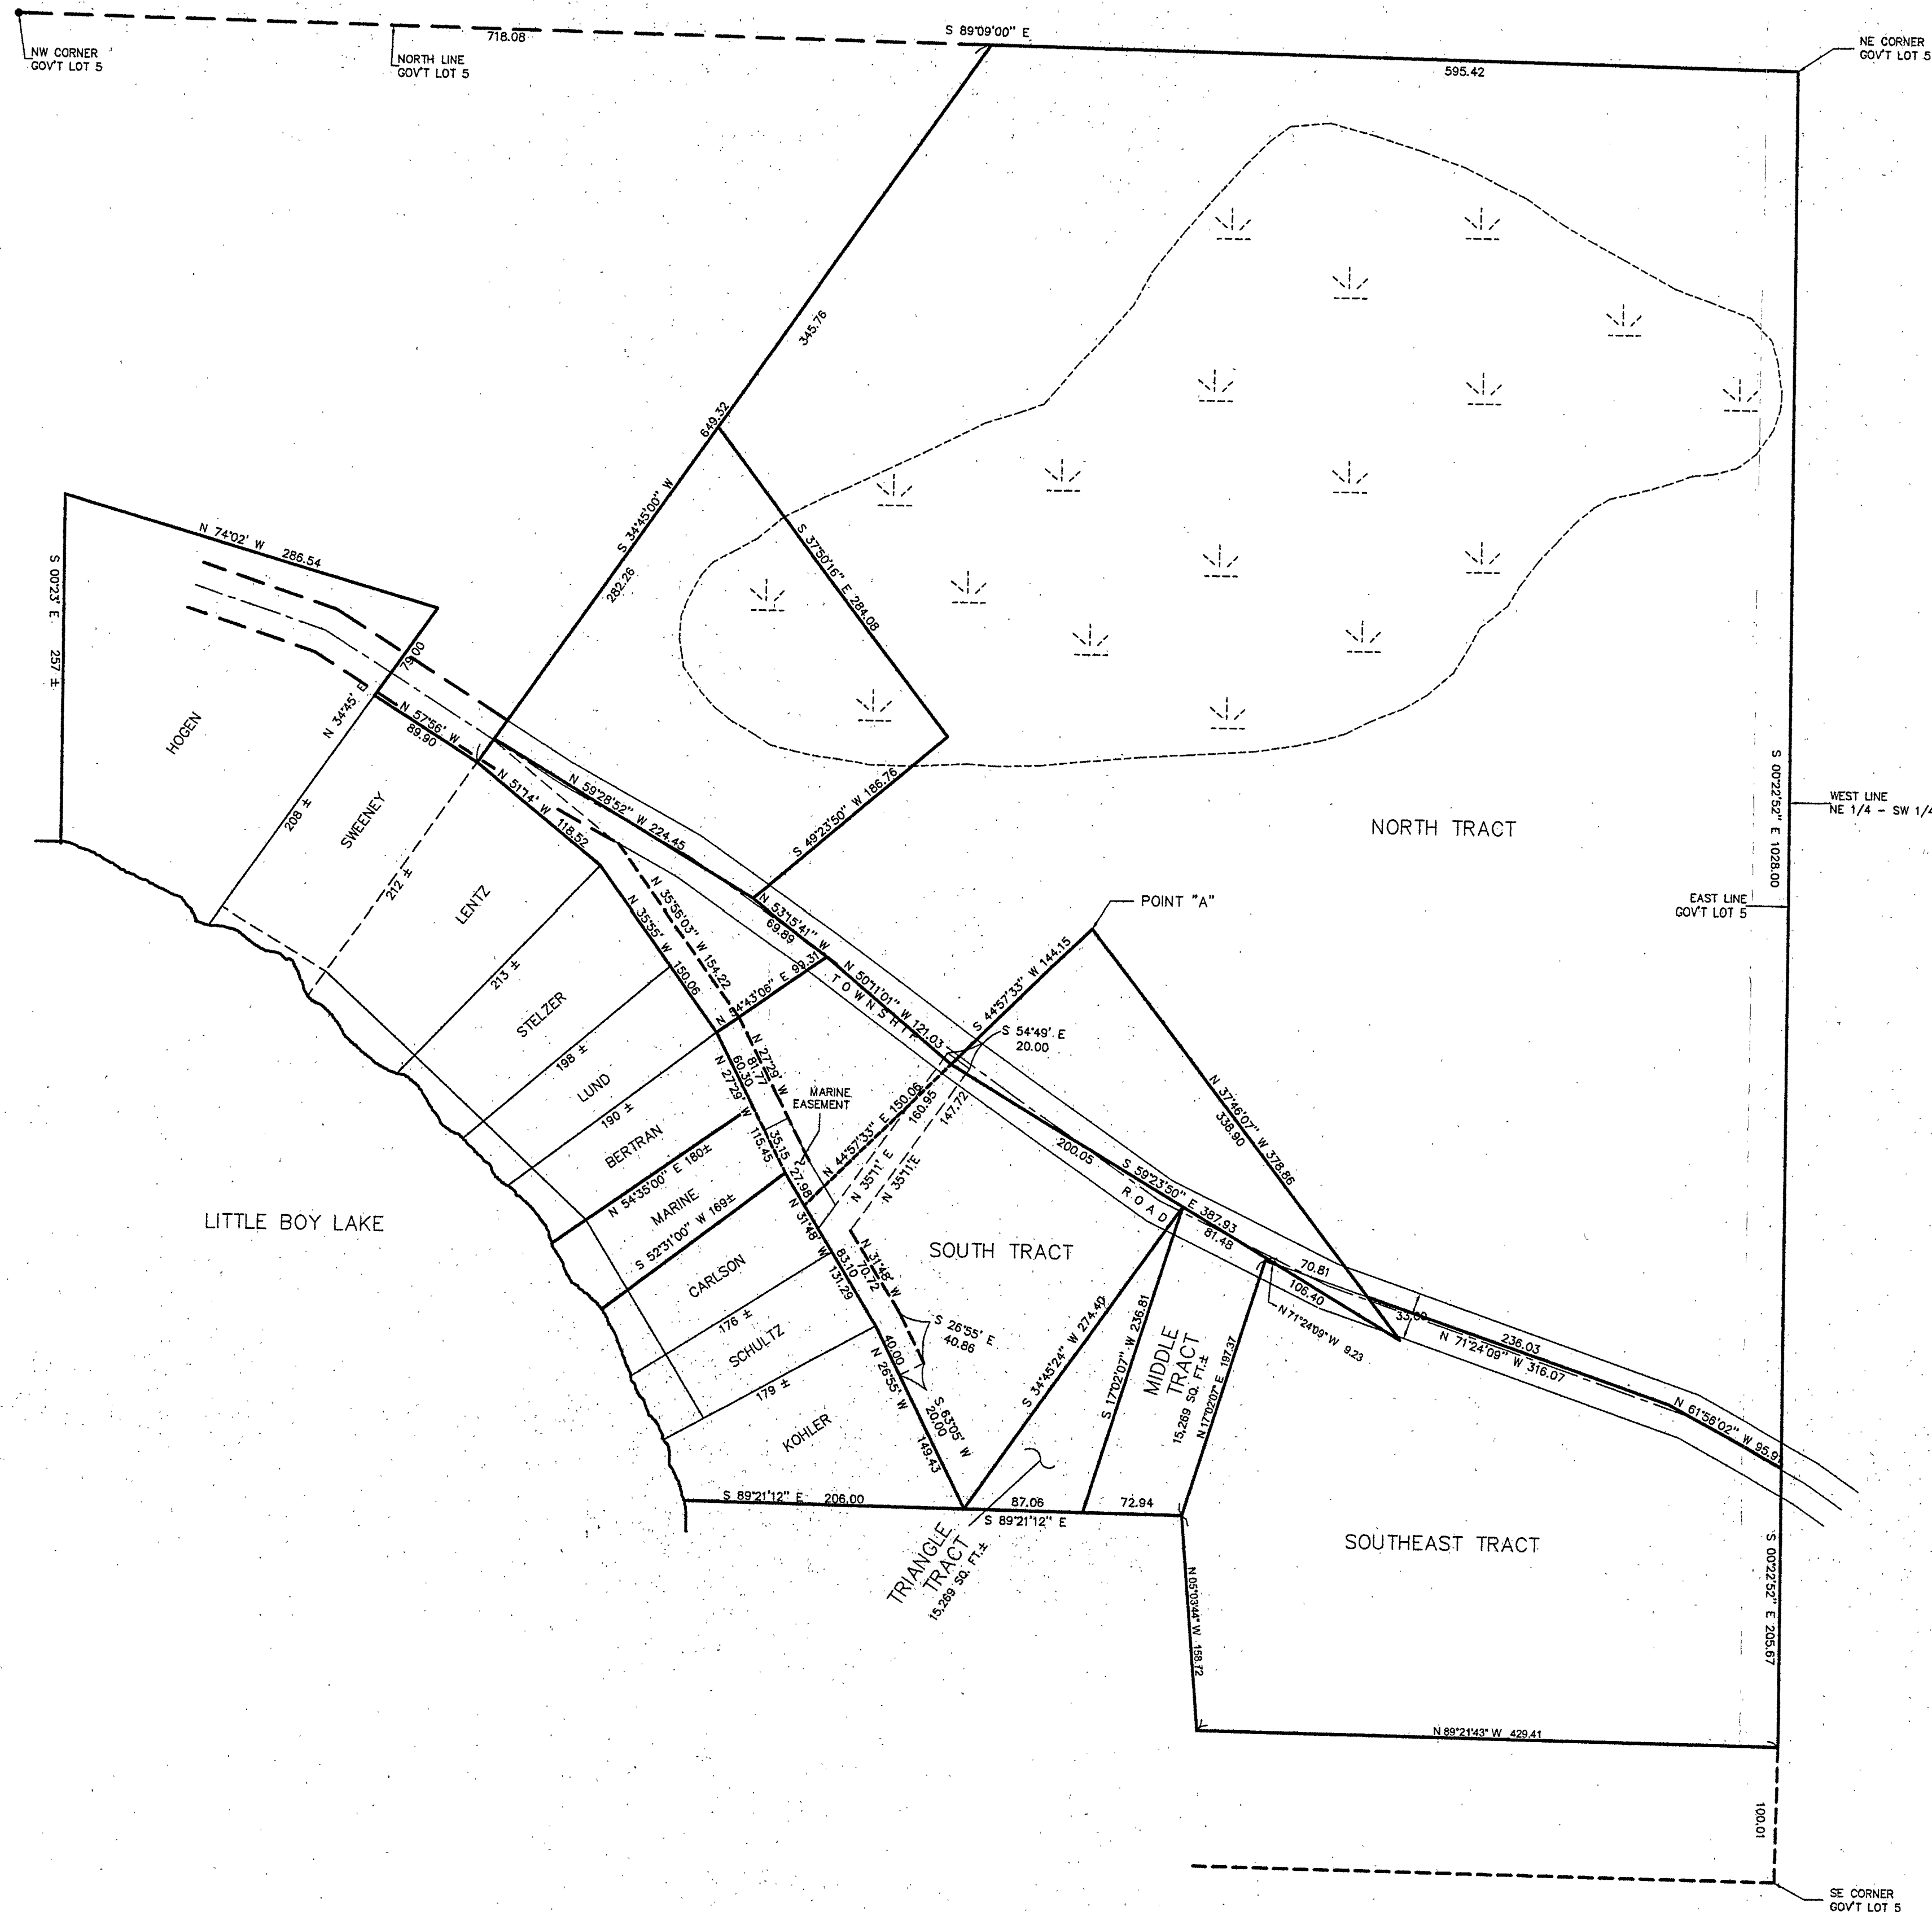 NW CORNER
GOV'T LOT 5
718.08
NORTH LINE
GOV'T LOT 5
S 89°09'00" E
595.42
NE CORNER
GOV'T LOT 5
345.76
649.32
S 34°45'00" W
282.26
S 37°50'16" E 284.08
N 74°02' W 286.54
S 00°23' E 257 ±
79.00
N 34°45' E
N 57°56' W
89.90
HOGEN
208 ±
SWEENEY
212 ±
N 51°14' W
118.52
N 59°28'52" W 224.45
S 49°23'50" W 186.76
NORTH TRACT
S 00°22'52" E 1028.00
WEST LINE
NE 1/4 - SW 1/4
EAST LINE
GOV'T LOT 5
POINT "A"
LENTZ
213 ±
N 35°55' W 150.06
N 35°56'03" W 154.22
N 53°15'41" W
69.89
N 54°43'06" E 99.31
N 50°11'01" W 121.03
TOWNSHIP
S 44°57'33" W 144.15
S 54°49' E
20.00
STELZER
198 ±
LUND
190 ±
N 27°29' W
81.77
60.30
N 27°29' W 115.45
MARINE
EASEMENT
35.15
27.98
N 44°57'33" E 150.06
160.95
N 35°11' E
147.72
N 35°11'E
BERTRAN
N 54°35'00" E 180±
MARINE
S 52°31'00" W 169±
N 37°46'07" W 378.86
338.90
200.05
S 59°23'50" E 387.93
ROAD
81.48
LITTLE BOY LAKE
SOUTH TRACT
CARLSON
176 ±
N 31°48' W 131.29
83.10
N 31°48' W
70.72
SCHULTZ
179 ±
S 26°55' E
40.86
40.00
N 26°55' W 149.43
S 63°05' W
20.00
KOHLER
S 34°45'24" W 274.40
S 17°02'07" W 236.81
MIDDLE
TRACT
15,269 SQ. FT.±
N 17°02'07" E 197.37
70.81
106.40
N 71°24'09" W 9.23
33.00
236.03
N 71°24'09" W 316.07
N 61°56'02" W
S 89°21'12" E 206.00
87.06
72.94
S 89°21'12" E
TRIANGLE
TRACT
15,269 SQ. FT.±
SOUTHEAST TRACT
N 05°03'44" W 158.72
S 00°22'52" E 205.67
N 89°21'43" W 429.41
100.01
SE CORNER
GOV'T LOT 5